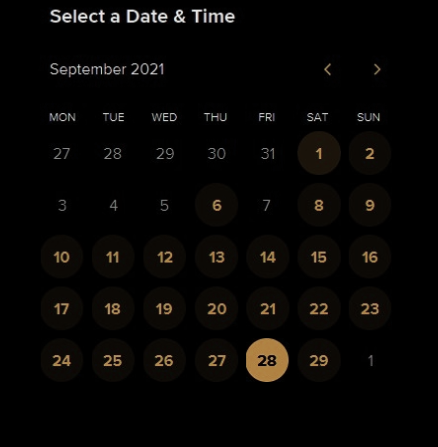 Select a Date & Time
September 2021
MON TUE WED THU FRI SAT SUN
27 28 29 30 31 1 2
3 4 5 6 7 8 9
10 11 12 13 14 15 16
17 18 19 20 21 22 23
24 25 26 27 28 29 1